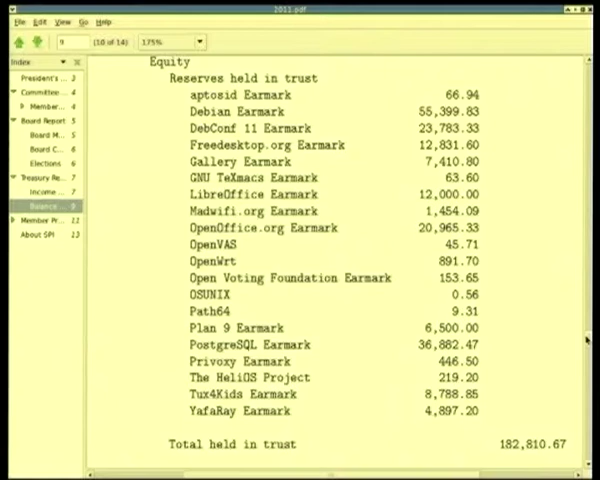 2011.pdf
File Edit View Go Help
9 (10 of 14) 175%
Index
President's ... 3
Committee ... 4
Member... 4
Board Report 5
Board M... 5
Board C... 6
Elections 6
Treasury Re... 7
Income ... 7
Balance ... 9
Member Pr... 11
About SPI 13
Equity
Reserves held in trust
aptosid Earmark 66.94
Debian Earmark 55,399.83
DebConf 11 Earmark 23,783.33
Freedesktop.org Earmark 12,831.60
Gallery Earmark 7,410.80
GNU TeXmacs Earmark 63.60
LibreOffice Earmark 12,000.00
Madwifi.org Earmark 1,454.09
OpenOffice.org Earmark 20,965.33
OpenVAS 45.71
OpenWrt 891.70
Open Voting Foundation Earmark 153.65
OSUNIX 0.56
Path64 9.31
Plan 9 Earmark 6,500.00
PostgreSQL Earmark 36,882.47
Privoxy Earmark 446.50
The HeliOS Project 219.20
Tux4Kids Earmark 8,788.85
YafaRay Earmark 4,897.20
Total held in trust 182,810.67